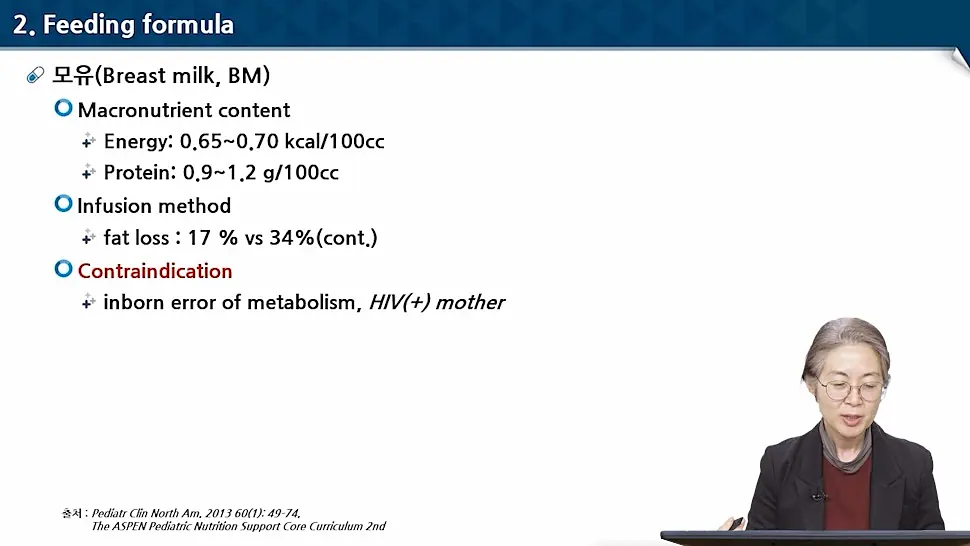 2. Feeding formula
모유(Breast milk, BM)
Macronutrient content
Energy: 0.65~0.70 kcal/100cc
Protein: 0.9~1.2 g/100cc
Infusion method
fat loss : 17 % vs 34%(cont.)
Contraindication
inborn error of metabolism, HIV(+) mother
출처 : Pediatr Clin North Am. 2013 60(1): 49-74.
The ASPEN Pediatric Nutrition Support Core Curriculum 2nd